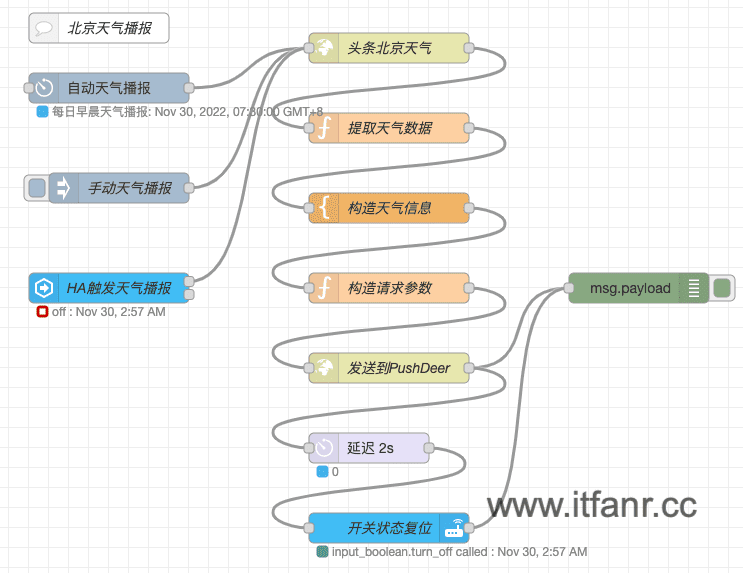 北京天气播报
头条北京天气
自动天气播报
每日早晨天气播报: Nov 30, 2022, 07:30:00 GMT+8
提取天气数据
手动天气播报
构造天气信息
HA触发天气播报
off : Nov 30, 2:57 AM
构造请求参数
msg.payload
发送到PushDeer
延迟 2s
0
www.itfanr.cc
开关状态复位
input_boolean.turn_off called : Nov 30, 2:57 AM